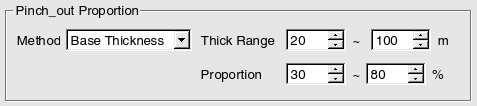 Pinch_out Proportion
Method Base Thickness Thick Range 20 ~ 100 m
Proportion 30 ~ 80 %